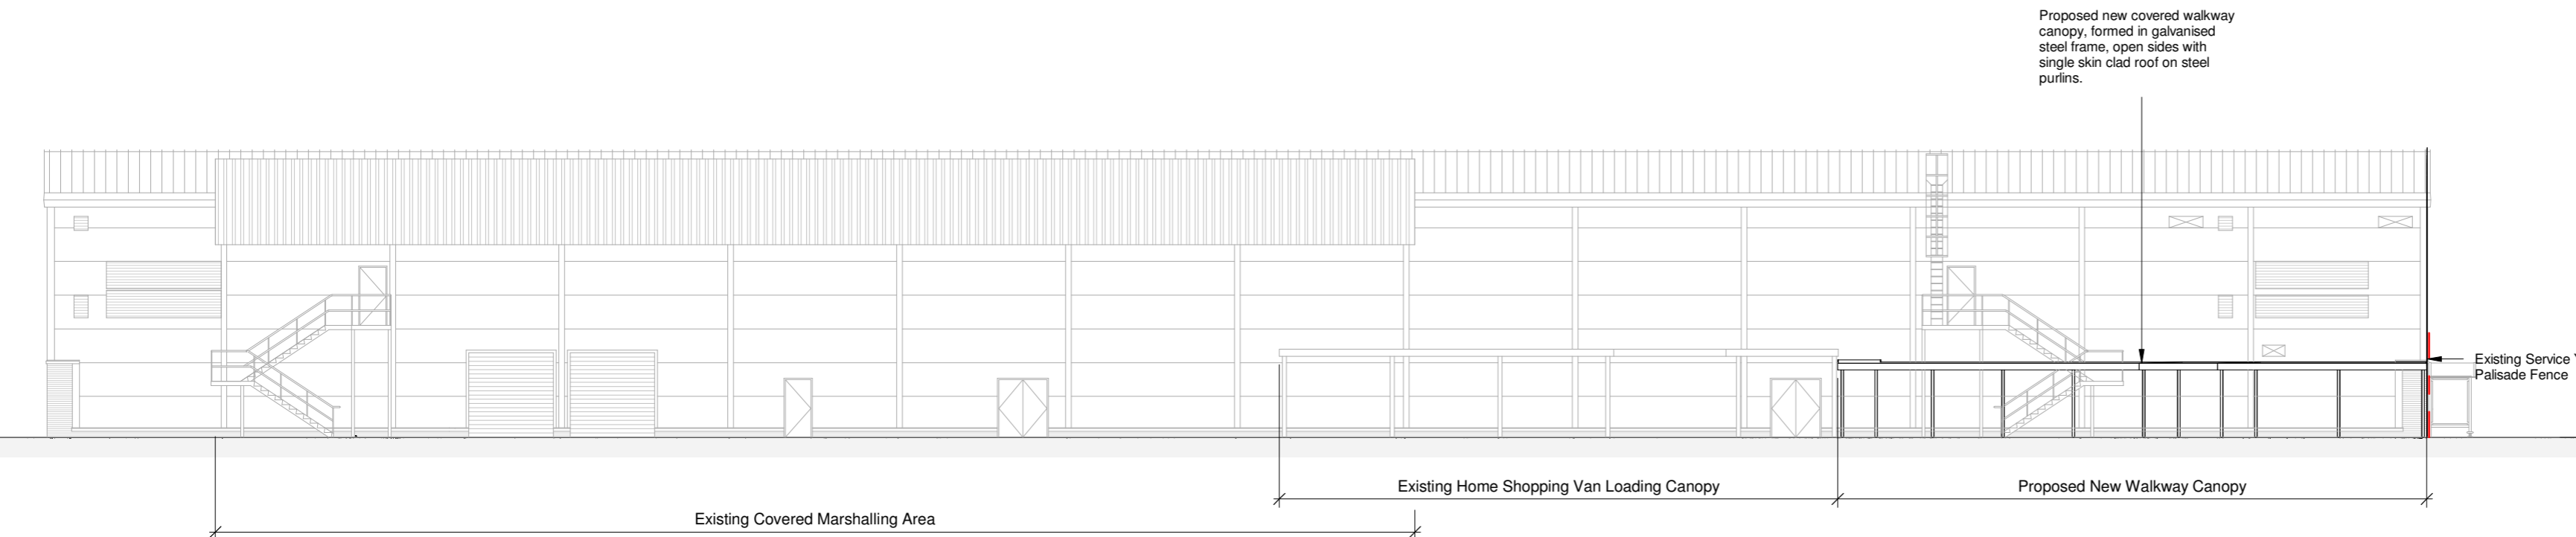 Proposed new covered walkway
canopy, formed in galvanised
steel frame, open sides with
single skin clad roof on steel
purlins.
Existing Service Y
Palisade Fence
Existing Home Shopping Van Loading Canopy
Proposed New Walkway Canopy
Existing Covered Marshalling Area